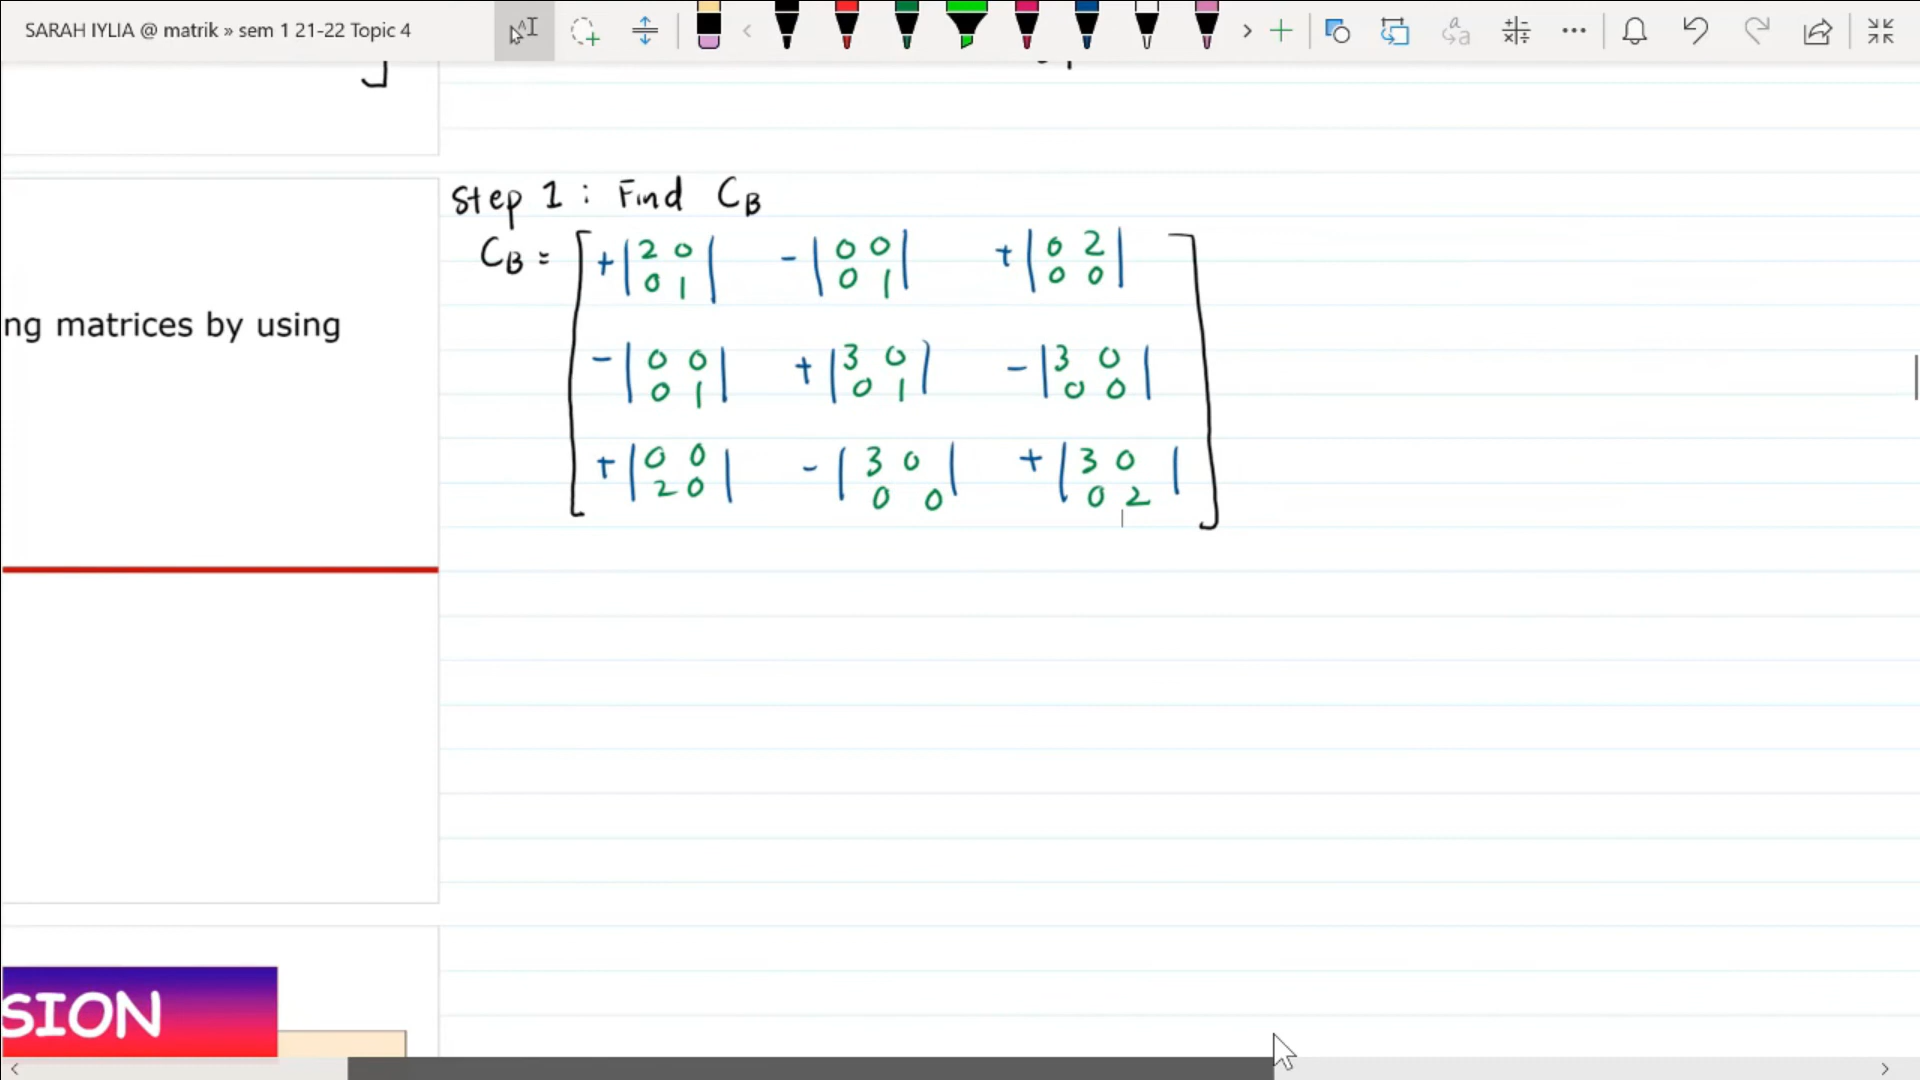 SARAH IYLIA @ matrik » sem 1 21-22 Topic 4
Step 1 : Find C_B
C_B = [ +|2 0| -|0 0| +|0 2|
|0 1| |0 1| |0 0|
-|0 0| +|3 0| -|3 0|
|0 1| |0 1| |0 0|
+|0 0| -|3 0| +|3 0|
|2 0| |0 0| |0 2| ]
ng matrices by using
SION